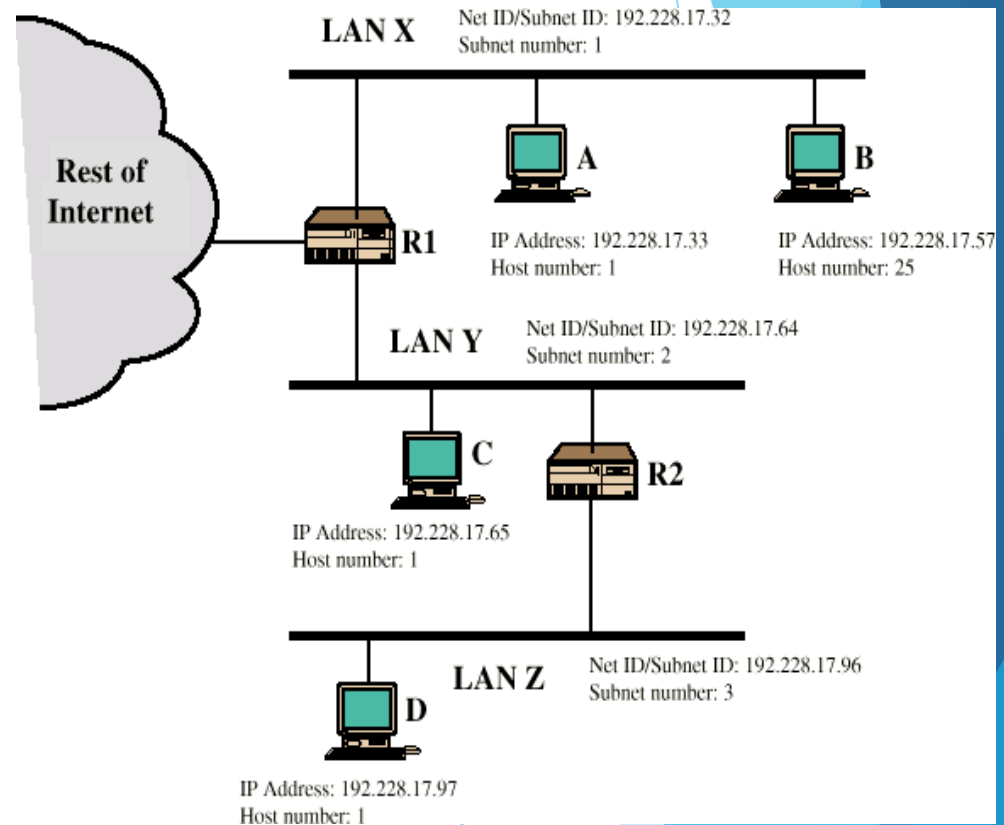 LAN X
Net ID/Subnet ID: 192.228.17.32
Subnet number: 1
Rest of
Internet
A
B
R1
IP Address: 192.228.17.33
Host number: 1
IP Address: 192.228.17.57
Host number: 25
LAN Y
Net ID/Subnet ID: 192.228.17.64
Subnet number: 2
C
R2
IP Address: 192.228.17.65
Host number: 1
LAN Z
Net ID/Subnet ID: 192.228.17.96
Subnet number: 3
D
IP Address: 192.228.17.97
Host number: 1